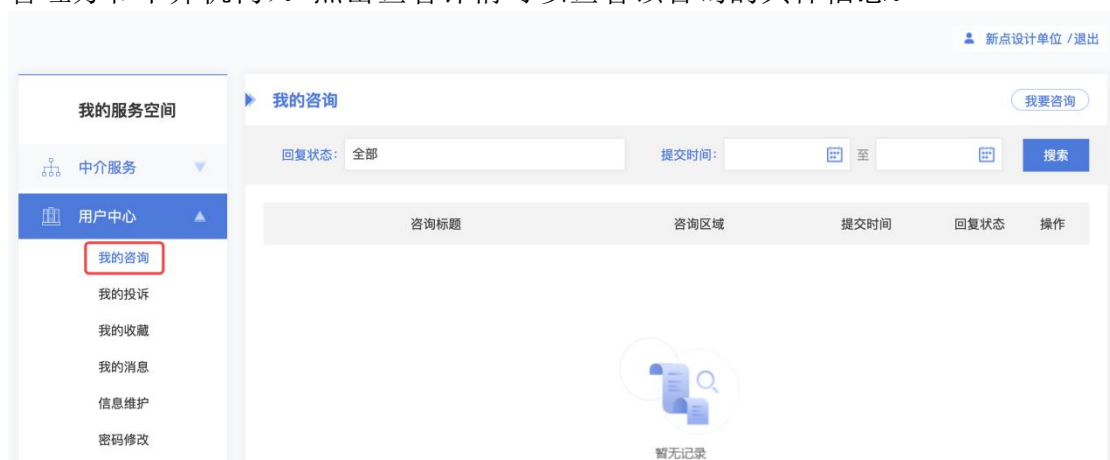 新点设计单位 /退出
我的服务空间
我的咨询
我要咨询
回复状态：全部
提交时间：
至
搜索
中介服务
用户中心
咨询标题 咨询区域 提交时间 回复状态 操作
我的咨询
我的投诉
我的收藏
我的消息
信息维护
密码修改
暂无记录